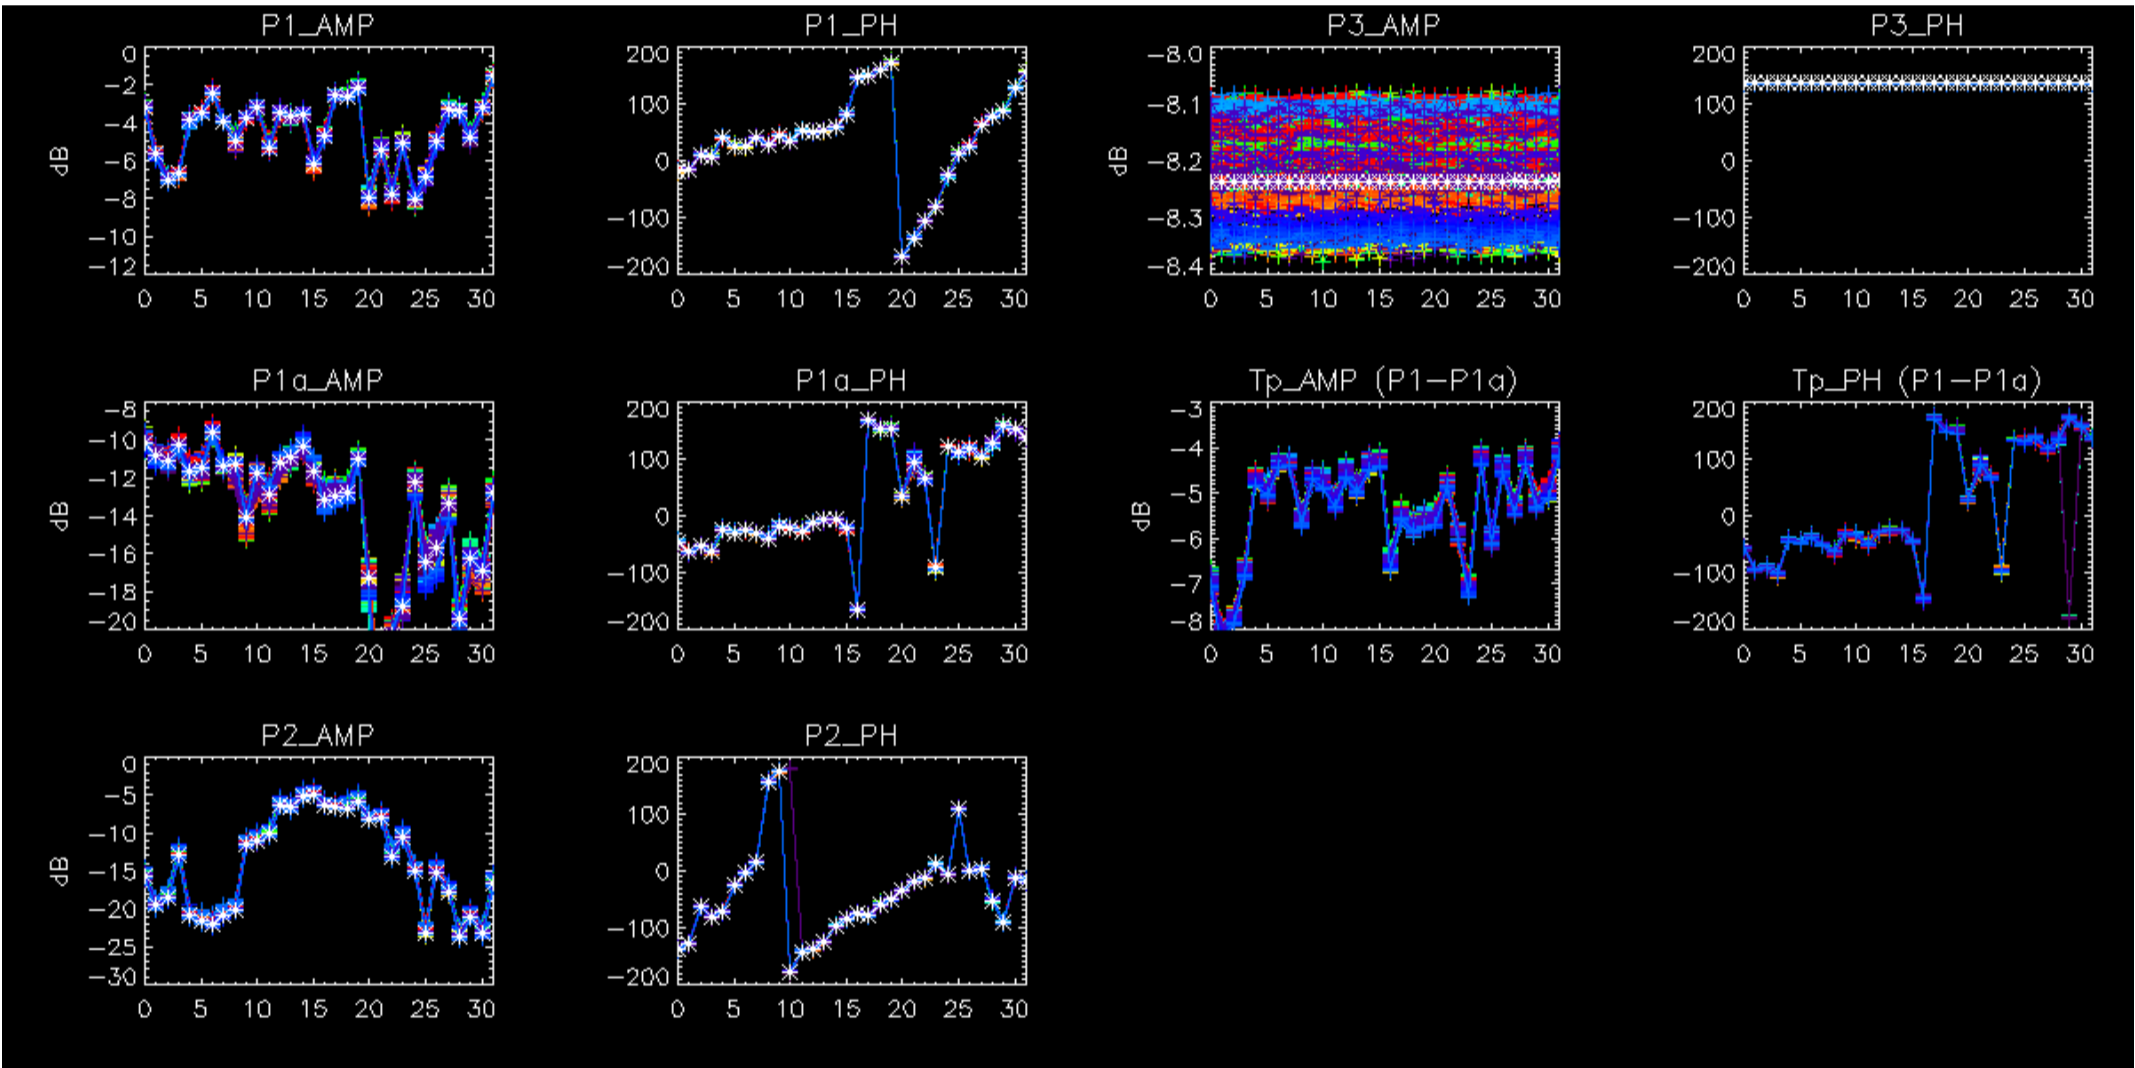 P1_AMP P1_PH P3_AMP P3_PH
0 200 -8.0 200
-2 100 -8.1 100
-4 0 -8.2 0
-6 -100 -8.3 -100
-8 -200 -8.4 -200
-10
-12
dB dB
0 5 10 15 20 25 30 0 5 10 15 20 25 30 0 5 10 15 20 25 30 0 5 10 15 20 25 30
P1a_AMP P1a_PH Tp_AMP (P1-P1a) Tp_PH (P1-P1a)
-8 200 -3 200
-10 100 -4 100
-12 0 -5 0
-14 -100 -6 -100
-16 -200 -7 -200
-18 -8
-20
dB dB
0 5 10 15 20 25 30 0 5 10 15 20 25 30 0 5 10 15 20 25 30 0 5 10 15 20 25 30
P2_AMP P2_PH
0 200
-5 100
-10 0
-15 -100
-20 -200
-25
-30
dB
0 5 10 15 20 25 30 0 5 10 15 20 25 30